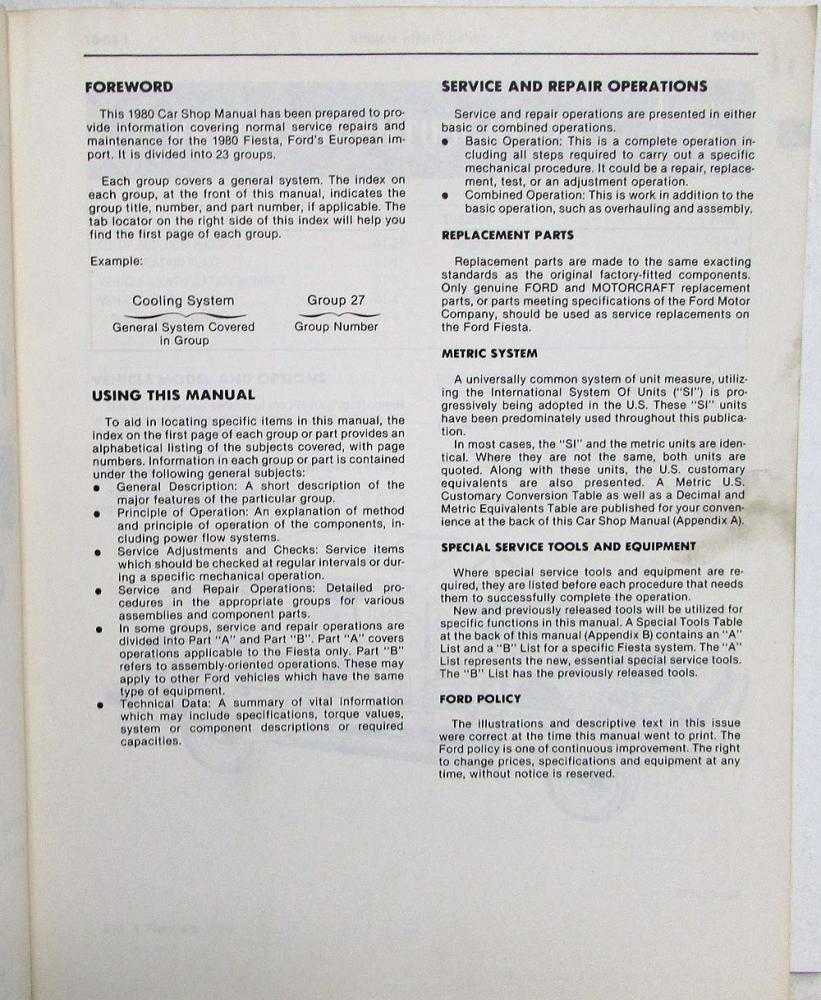 FOREWORD
This 1980 Car Shop Manual has been prepared to pro-
vide information covering normal service repairs and
maintenance for the 1980 Fiesta, Ford's European im-
port. It is divided into 23 groups.
Each group covers a general system. The index on
each group, at the front of this manual, indicates the
group title, number, and part number, if applicable. The
tab locator on the right side of this index will help you
find the first page of each group.
Example:
Cooling System Group 27
General System Covered Group Number
in Group
USING THIS MANUAL
To aid in locating specific items in this manual, the
index on the first page of each group or part provides an
alphabetical listing of the subjects covered, with page
numbers. Information in each group or part is contained
under the following general subjects:
● General Description: A short description of the
major features of the particular group.
● Principle of Operation: An explanation of method
and principle of operation of the components, in-
cluding power flow systems.
● Service Adjustments and Checks: Service items
which should be checked at regular intervals or dur-
ing a specific mechanical operation.
● Service and Repair Operations: Detailed pro-
cedures in the appropriate groups for various
assemblies and component parts.
● In some groups, service and repair operations are
divided into Part "A" and Part "B". Part "A" covers
operations applicable to the Fiesta only. Part "B"
refers to assembly-oriented operations. These may
apply to other Ford vehicles which have the same
type of equipment.
● Technical Data: A summary of vital information
which may include specifications, torque values,
system or component descriptions or required
capacities.
SERVICE AND REPAIR OPERATIONS
Service and repair operations are presented in either
basic or combined operations.
● Basic Operation: This is a complete operation in-
cluding all steps required to carry out a specific
mechanical procedure. It could be a repair, replace-
ment, test, or an adjustment operation.
● Combined Operation: This is work in addition to the
basic operation, such as overhauling and assembly.
REPLACEMENT PARTS
Replacement parts are made to the same exacting
standards as the original factory-fitted components.
Only genuine FORD and MOTORCRAFT replacement
parts, or parts meeting specifications of the Ford Motor
Company, should be used as service replacements on
the Ford Fiesta.
METRIC SYSTEM
A universally common system of unit measure, utiliz-
ing the International System Of Units ("SI") is pro-
gressively being adopted in the U.S. These "SI" units
have been predominately used throughout this publica-
tion.
In most cases, the "SI" and the metric units are iden-
tical. Where they are not the same, both units are
quoted. Along with these units, the U.S. customary
equivalents are also presented. A Metric U.S.
Customary Conversion Table as well as a Decimal and
Metric Equivalents Table are published for your conven-
ience at the back of this Car Shop Manual (Appendix A).
SPECIAL SERVICE TOOLS AND EQUIPMENT
Where special service tools and equipment are re-
quired, they are listed before each procedure that needs
them to successfully complete the operation.
New and previously released tools will be utilized for
specific functions in this manual. A Special Tools Table
at the back of this manual (Appendix B) contains an "A"
List and a "B" List for a specific Fiesta system. The "A"
List represents the new, essential special service tools.
The "B" List has the previously released tools.
FORD POLICY
The illustrations and descriptive text in this issue
were correct at the time this manual went to print. The
Ford policy is one of continuous improvement. The right
to change prices, specifications and equipment at any
time, without notice is reserved.